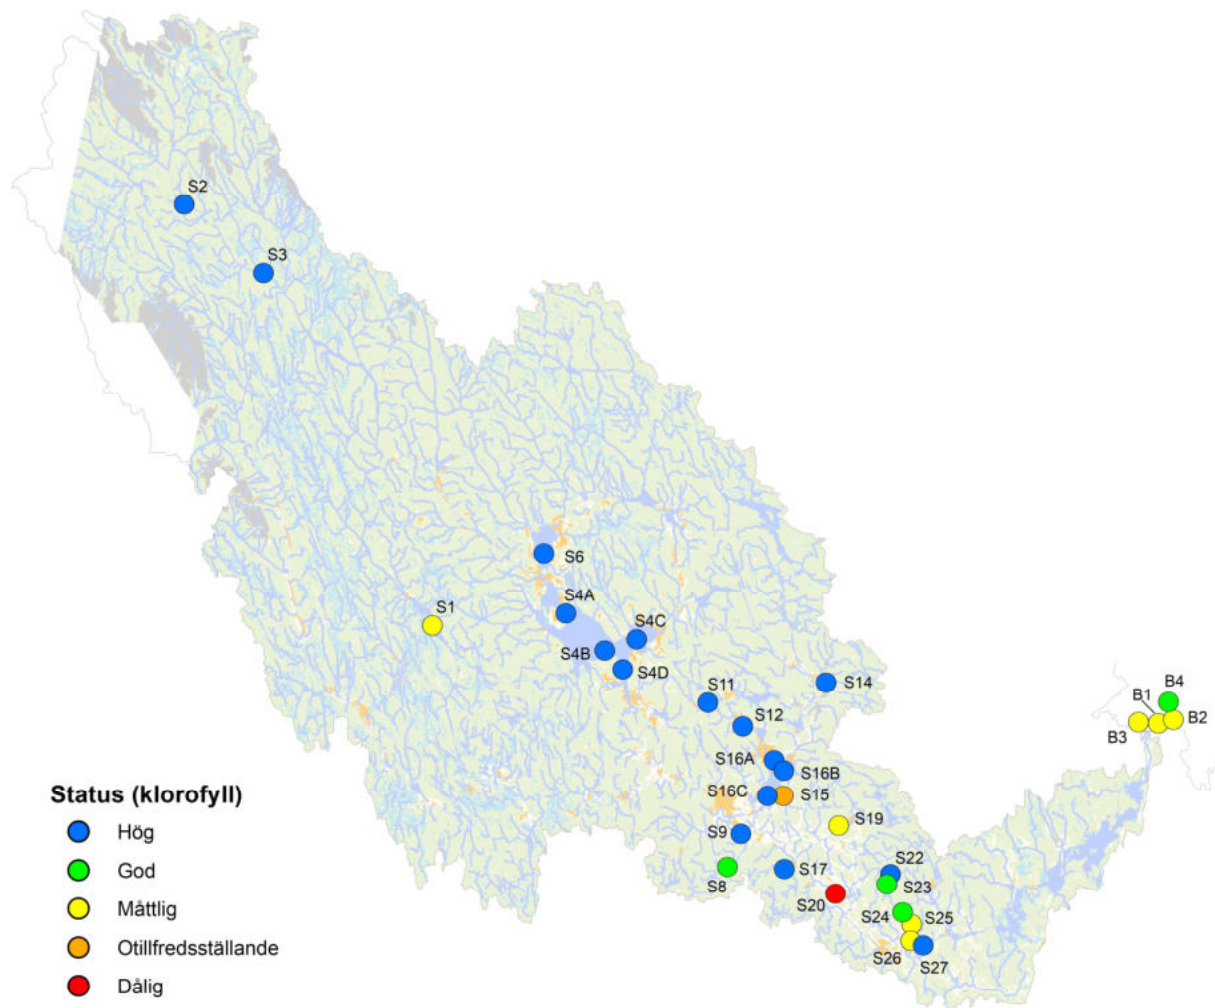 S2
S3
S6
S1
S4A
S4C
S4B
S4D
S14
S11
B4
B1
B2
B3
S12
S16A
S16B
S16C
S15
S19
S9
S22
S17
S23
S8
S20
S24
S25
S26
S27
Status (klorofyll)
Hög
God
Måttlig
Otillfredsställande
Dålig